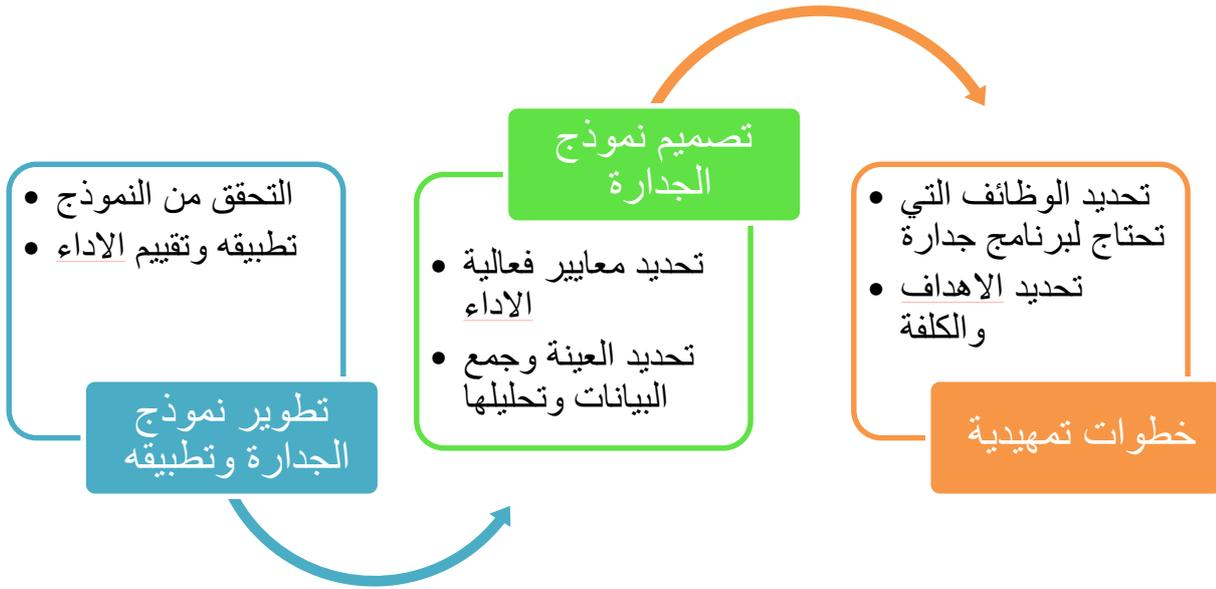 تحديد الوظائف التي
تحتاج لبرنامج جدارة
تحديد الاهداف
والكلفة
خطوات تمهيدية
تصميم نموذج
الجدارة
تحديد معايير فعالية
الاداء
تحديد العينة وجمع
البيانات وتحليلها
التحقق من النموذج
تطبيقه وتقييم الاداء
تطوير نموذج
الجدارة وتطبيقه